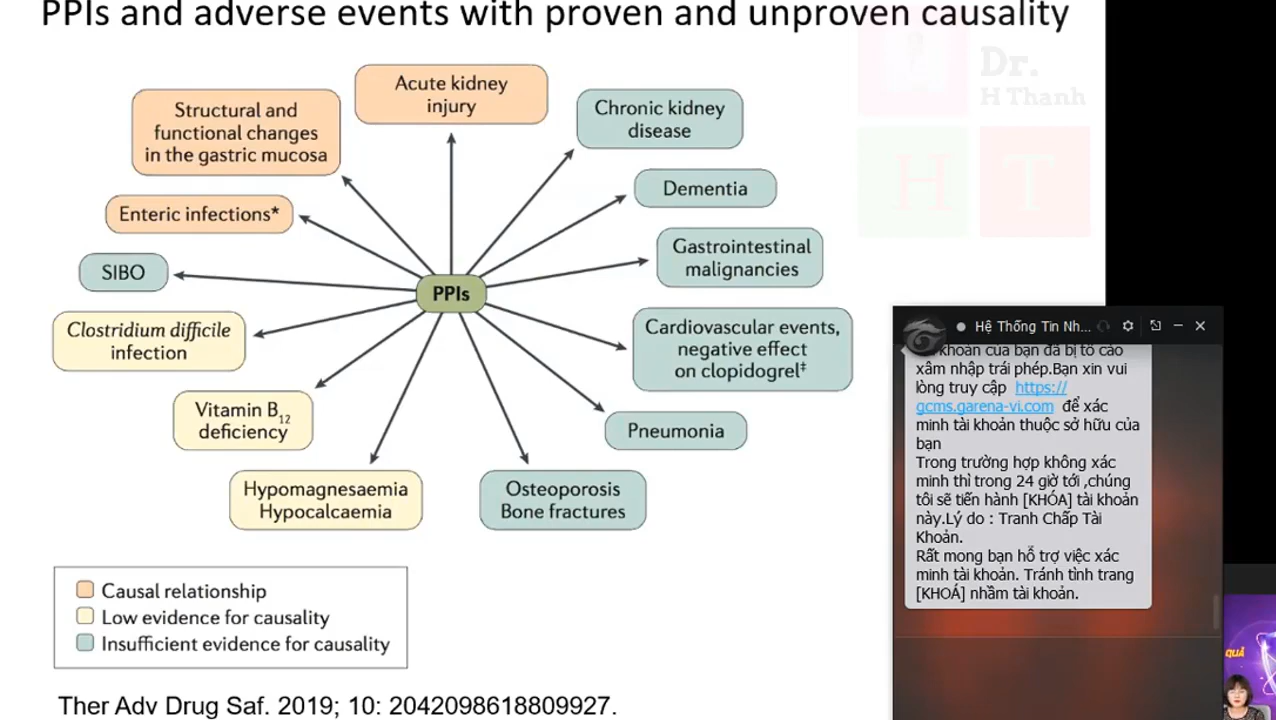 PPIs and adverse events with proven and unproven causality
Dr.
H Thanh
H T
Acute kidney
injury
Structural and
functional changes
in the gastric mucosa
Chronic kidney
disease
Enteric infections*
Dementia
SIBO
Gastrointestinal
malignancies
PPIs
Clostridium difficile
infection
Cardiovascular events,
negative effect
on clopidogrel‡
Vitamin B12
deficiency
Pneumonia
Hypomagnesaemia
Hypocalcaemia
Osteoporosis
Bone fractures
Causal relationship
Low evidence for causality
Insufficient evidence for causality
Ther Adv Drug Saf. 2019; 10: 2042098618809927.
Hệ Thống Tin Nh...
khoản của bạn đã bị tố cáo
xâm nhập trái phép.Bạn xin vui
lòng truy cập https://
gcms.garena-vi.com để xác
minh tài khoản thuộc sở hữu của
bạn
Trong trường hợp không xác
minh thì trong 24 giờ tới ,chúng
tôi sẽ tiến hành [KHÓA] tài khoản
này.Lý do : Tranh Chấp Tài
Khoản.
Rất mong bạn hỗ trợ việc xác
minh tài khoản. Tránh tình trang
[KHOÁ] nhầm tài khoản.
QUẢ